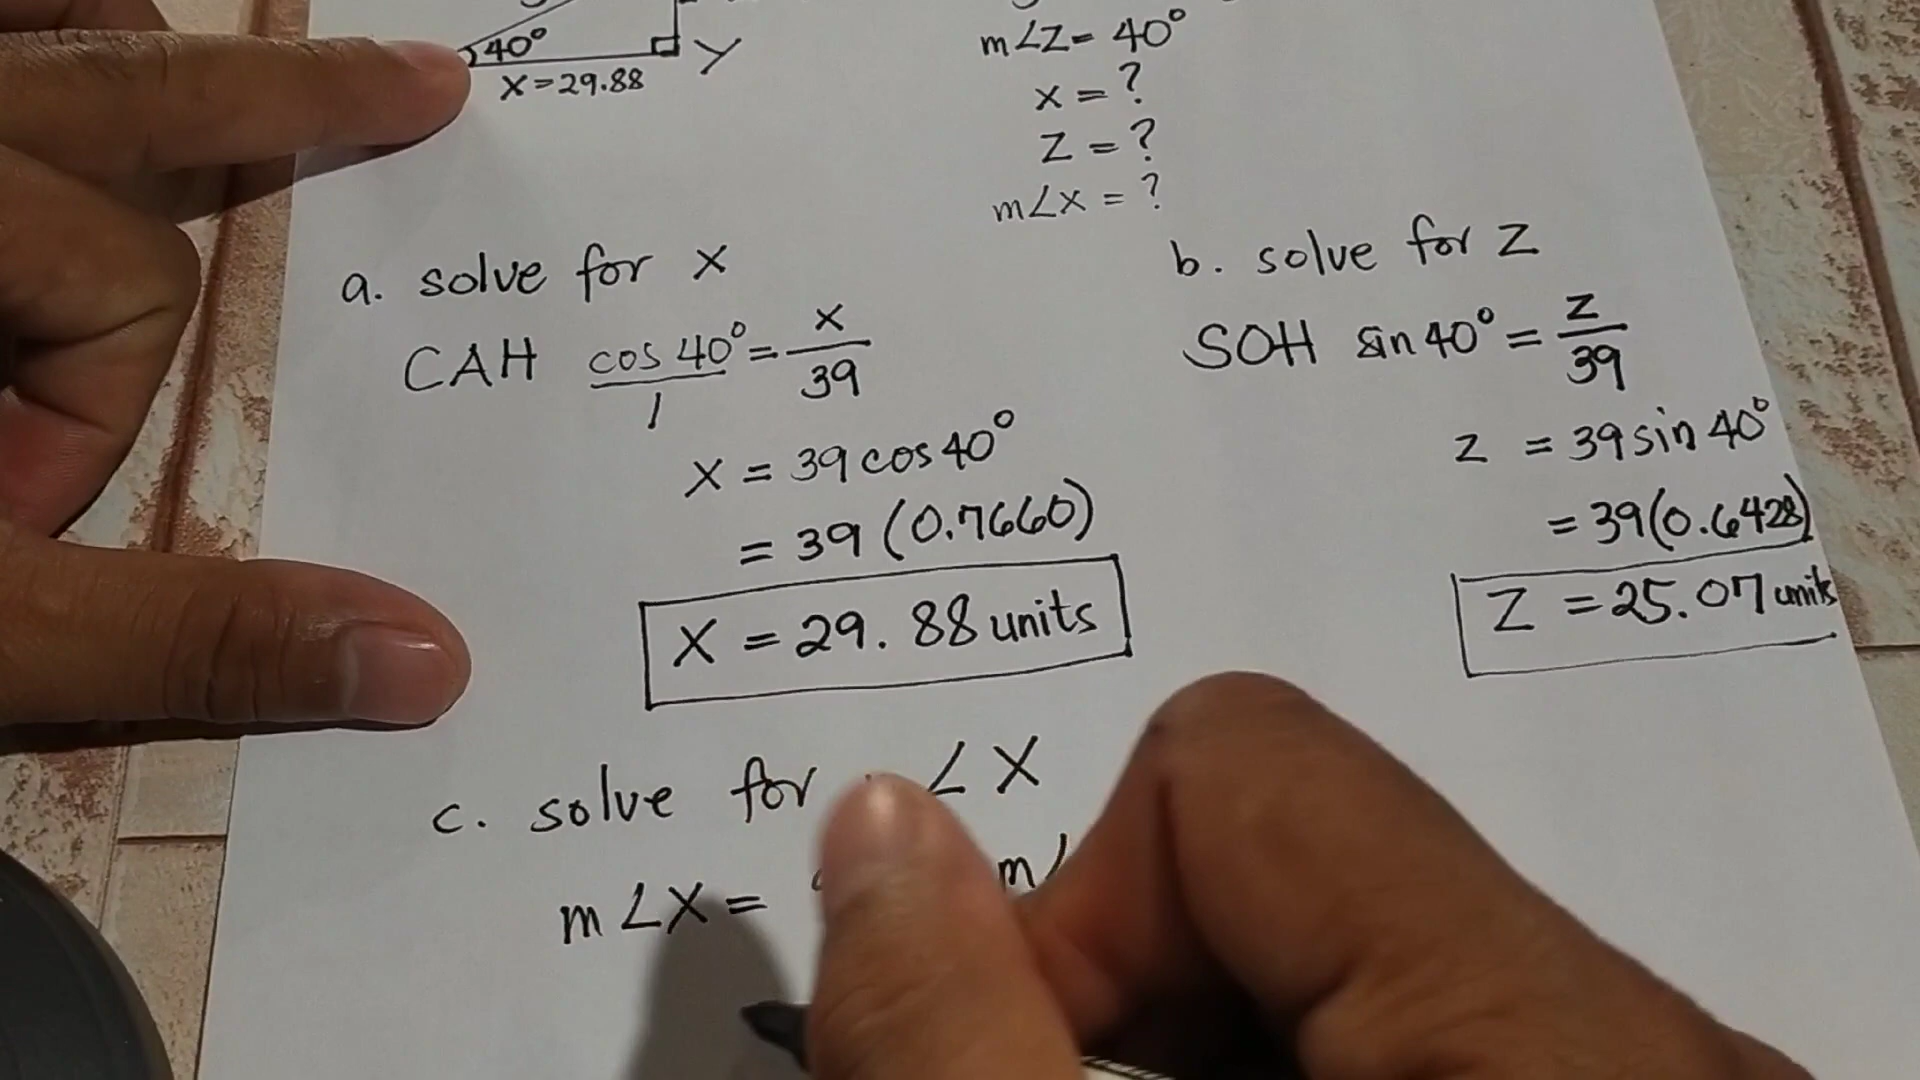 40° Y
x = 29.88
m∠Z = 40°
x = ?
z = ?
m∠X = ?
a. solve for x
CAH cos 40° / 1 = x / 39
x = 39 cos 40°
= 39 (0.7660)
x = 29.88 units
b. solve for z
SOH sin 40° = z / 39
z = 39 sin 40°
= 39(0.6428)
z = 25.07 units
c. solve for ∠X
m∠X = m∠